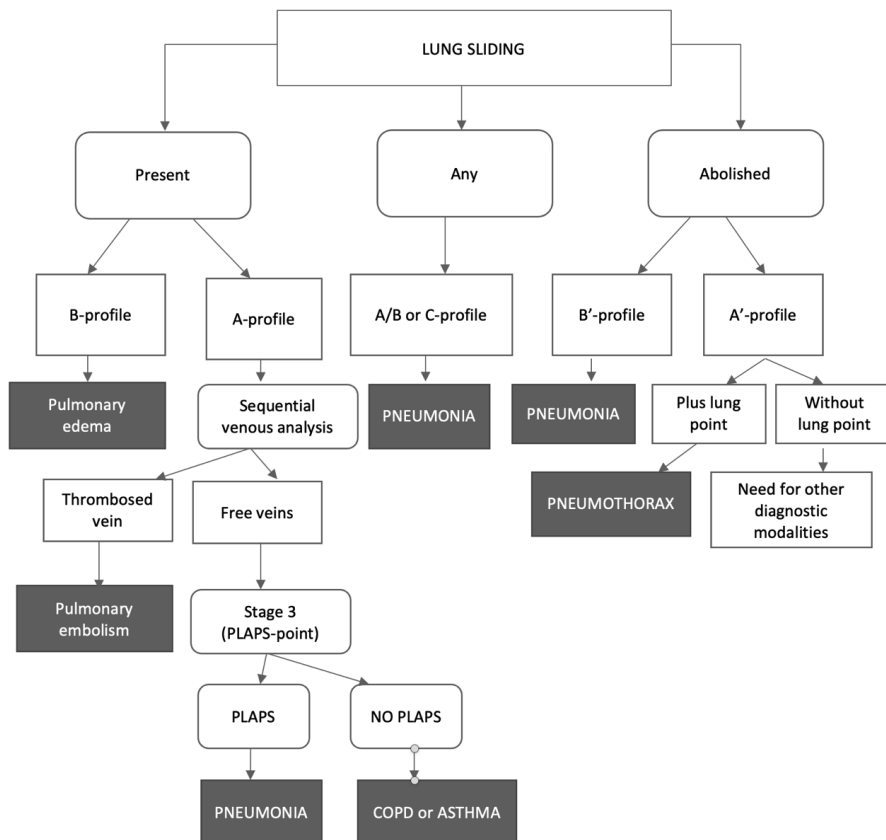 LUNG SLIDING
Present
Any
Abolished
B-profile
A-profile
A/B or C-profile
B’-profile
A’-profile
Pulmonary
edema
Sequential
venous analysis
PNEUMONIA
PNEUMONIA
Plus lung
point
Without
lung point
Thrombosed
vein
Free veins
PNEUMOTHORAX
Need for other
diagnostic
modalities
Pulmonary
embolism
Stage 3
(PLAPS-point)
PLAPS
NO PLAPS
PNEUMONIA
COPD or ASTHMA